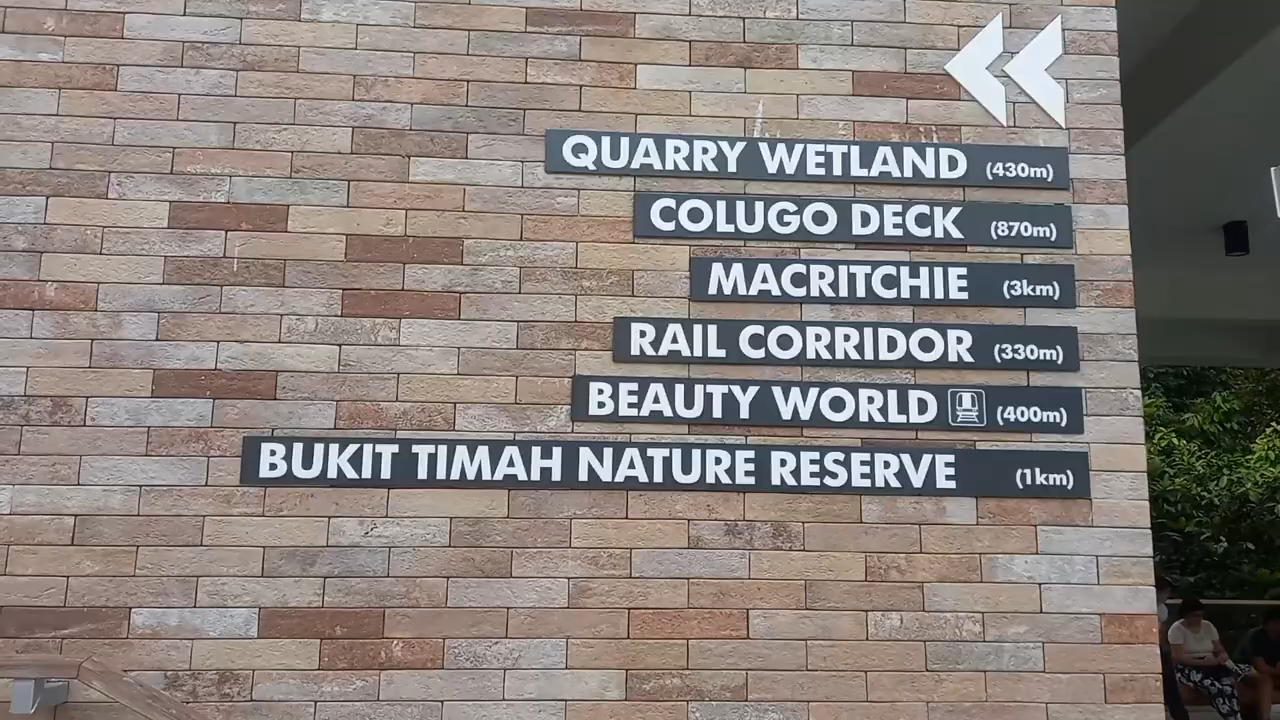 QUARRY WETLAND (430m)
COLUGO DECK (870m)
MACRITCHIE (3km)
RAIL CORRIDOR (330m)
BEAUTY WORLD (400m)
BUKIT TIMAH NATURE RESERVE (1km)